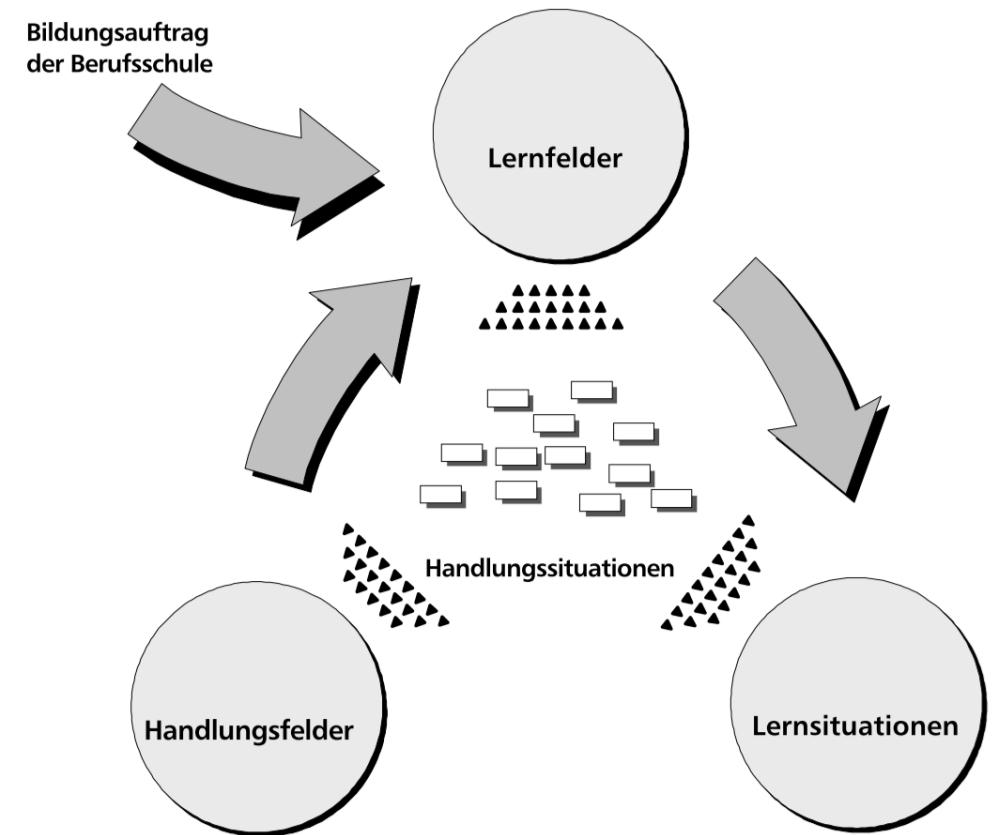 Bildungsauftrag
der Berufsschule
Lernfelder
Handlungssituationen
Handlungsfelder
Lernsituationen